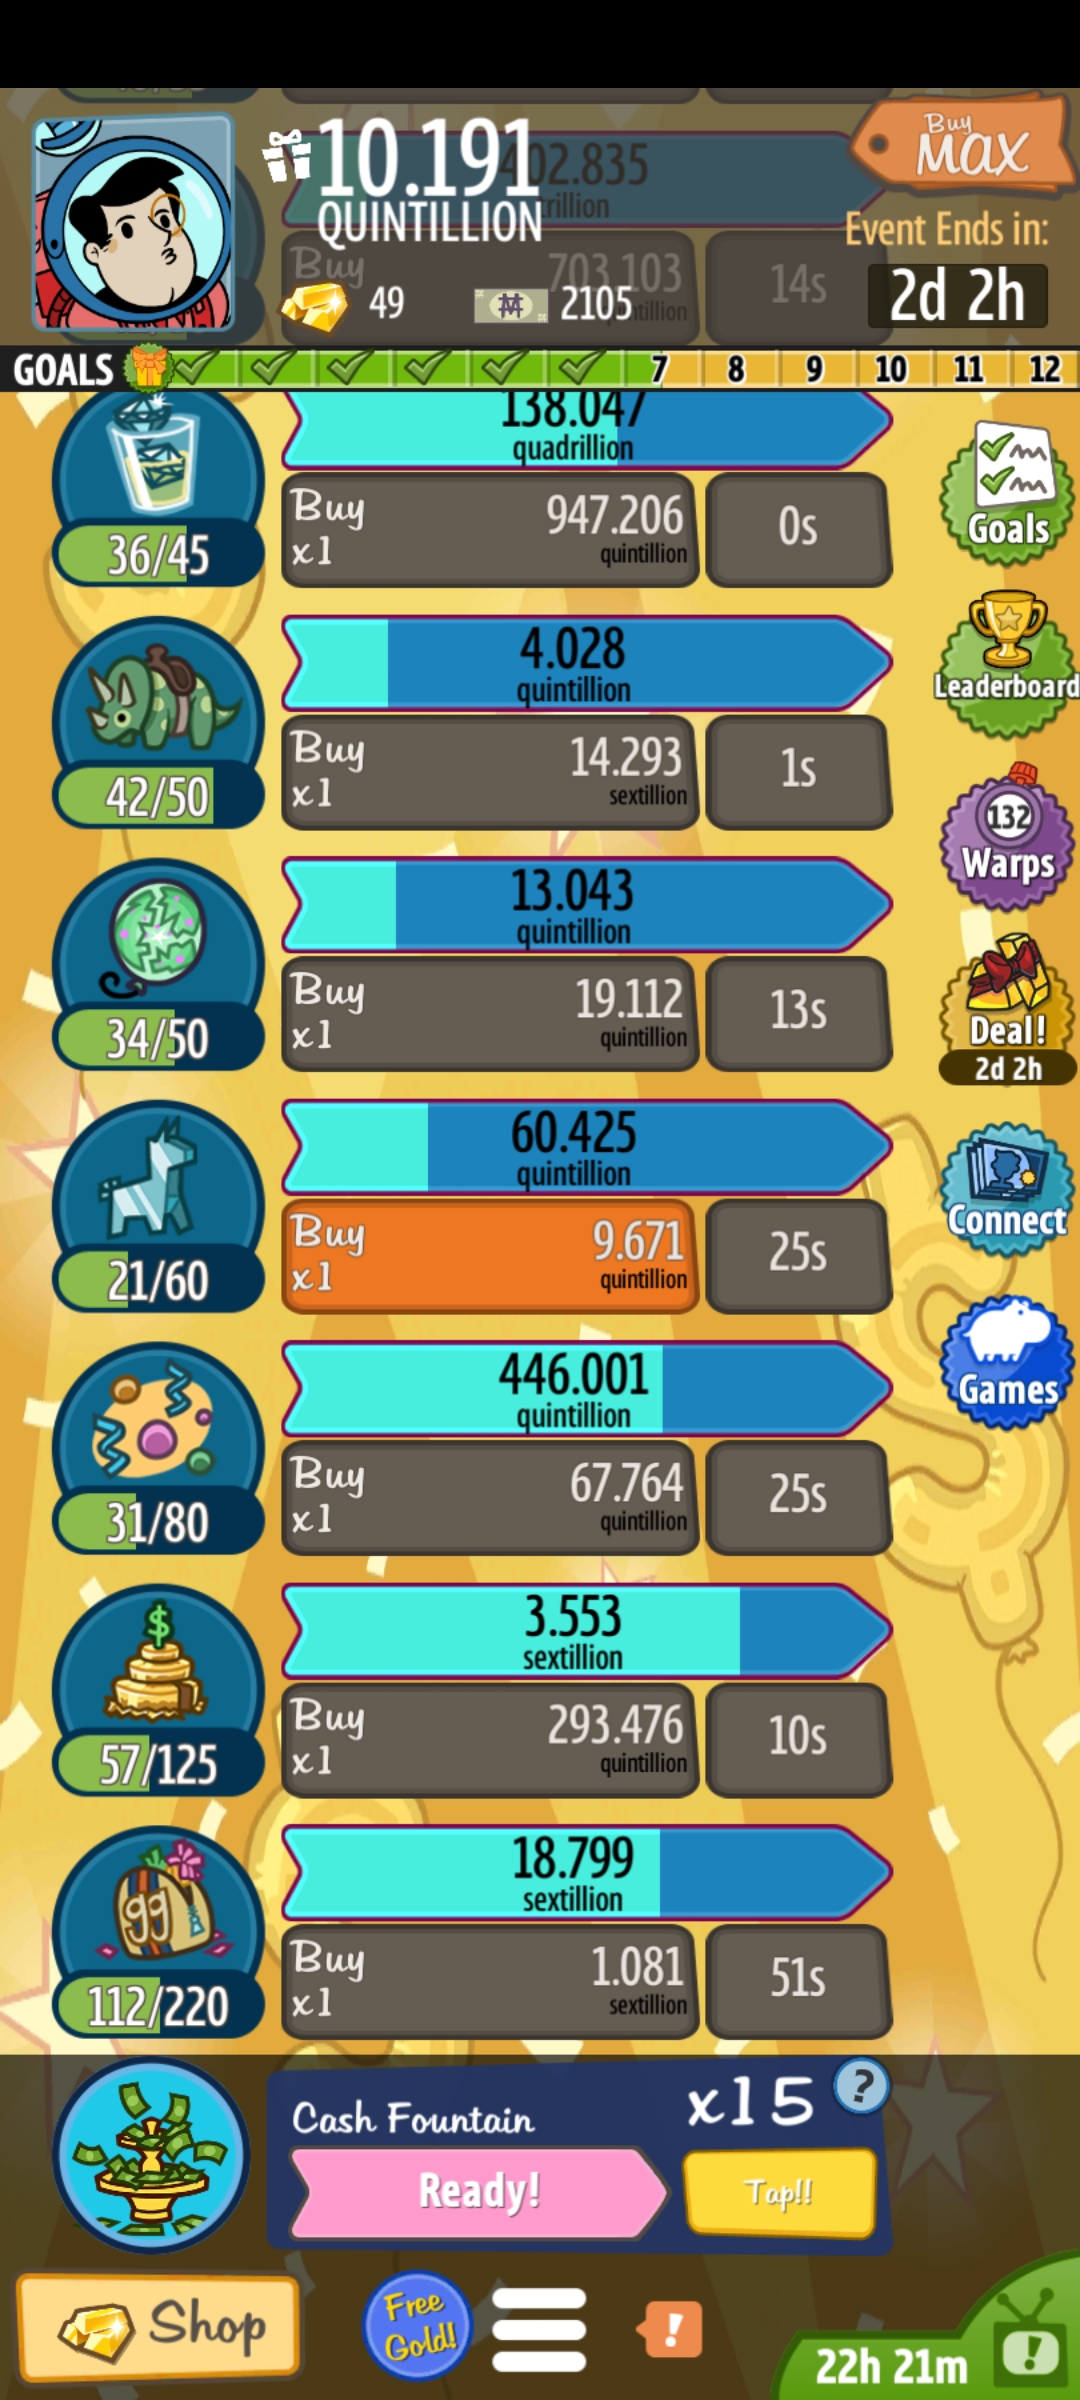 10.191
402.835
QUINTILLION
Buy
MAX
Event Ends in:
2d 2h
Buy
703.103
14s
49
2105
GOALS
7
8
9
10
11
12
138.047
quadrillion
36/45
Buy
x1
947.206
quintillion
0s
Goals
4.028
quintillion
42/50
Buy
x1
14.293
sextillion
1s
Leaderboard
13.043
quintillion
34/50
Buy
x1
19.112
quintillion
13s
132
Warps
Deal!
2d 2h
60.425
quintillion
21/60
Buy
x1
9.671
quintillion
25s
Connect
446.001
quintillion
31/80
Buy
x1
67.764
quintillion
25s
Games
$
3.553
sextillion
57/125
Buy
x1
293.476
quintillion
10s
99
18.799
sextillion
112/220
Buy
x1
1.081
sextillion
51s
Cash Fountain
x15
?
Ready!
Tap!!
Shop
Free
Gold!
!
22h 21m
!